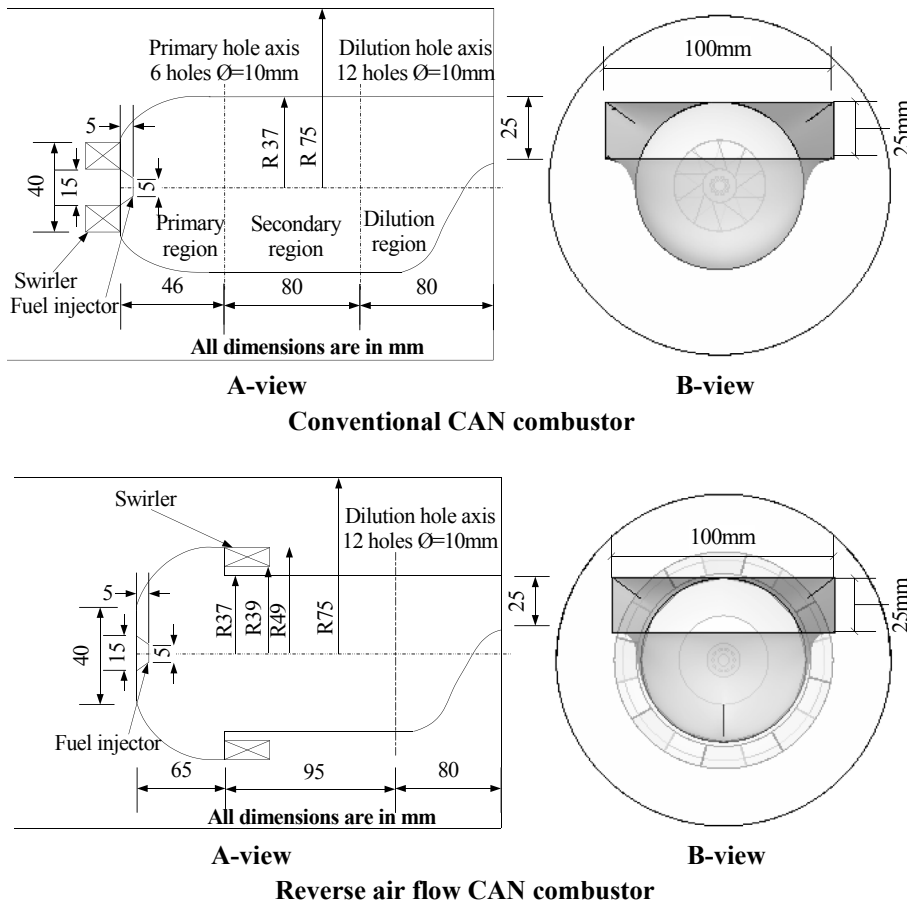 Primary hole axis
6 holes Ø=10mm
Dilution hole axis
12 holes Ø=10mm
5
40
15
5
R 37
R 75
25
Primary
region
Secondary
region
Dilution
region
Swirler
Fuel injector
46
80
80
All dimensions are in mm
A-view
100mm
25mm
B-view
Conventional CAN combustor
Swirler
Dilution hole axis
12 holes Ø=10mm
5
40
15
5
R37
R39
R49
R75
25
Fuel injector
65
95
80
All dimensions are in mm
A-view
100mm
25mm
B-view
Reverse air flow CAN combustor